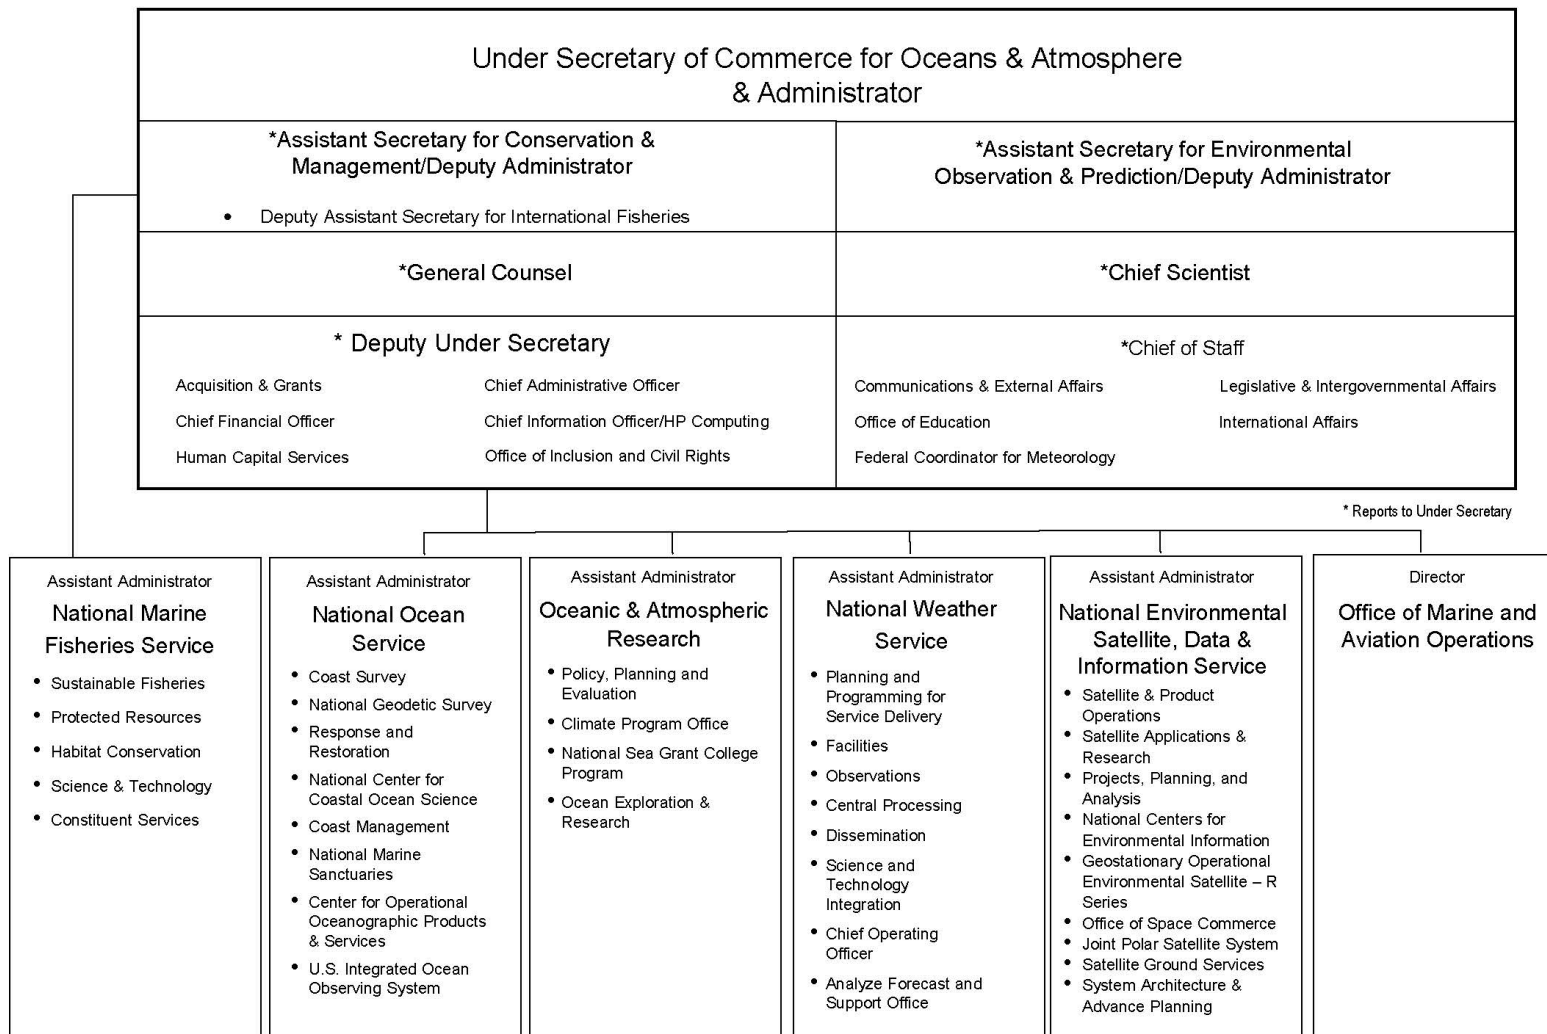 Under Secretary of Commerce for Oceans & Atmosphere
& Administrator
*Assistant Secretary for Conservation &
Management/Deputy Administrator
• Deputy Assistant Secretary for International Fisheries
*Assistant Secretary for Environmental
Observation & Prediction/Deputy Administrator
*General Counsel
*Chief Scientist
* Deputy Under Secretary
Acquisition & Grants
Chief Administrative Officer
Chief Financial Officer
Chief Information Officer/HP Computing
Human Capital Services
Office of Inclusion and Civil Rights
*Chief of Staff
Communications & External Affairs
Legislative & Intergovernmental Affairs
Office of Education
International Affairs
Federal Coordinator for Meteorology
* Reports to Under Secretary
Assistant Administrator
National Marine
Fisheries Service
• Sustainable Fisheries
• Protected Resources
• Habitat Conservation
• Science & Technology
• Constituent Services
Assistant Administrator
National Ocean
Service
• Coast Survey
• National Geodetic Survey
• Response and
Restoration
• National Center for
Coastal Ocean Science
• Coast Management
• National Marine
Sanctuaries
• Center for Operational
Oceanographic Products
& Services
• U.S. Integrated Ocean
Observing System
Assistant Administrator
Oceanic & Atmospheric
Research
• Policy, Planning and
Evaluation
• Climate Program Office
• National Sea Grant College
Program
• Ocean Exploration &
Research
Assistant Administrator
National Weather
Service
• Planning and
Programming for
Service Delivery
• Facilities
• Observations
• Central Processing
• Dissemination
• Science and
Technology
Integration
• Chief Operating
Officer
• Analyze Forecast and
Support Office
Assistant Administrator
National Environmental
Satellite, Data &
Information Service
• Satellite & Product
Operations
• Satellite Applications &
Research
• Projects, Planning, and
Analysis
• National Centers for
Environmental Information
• Geostationary Operational
Environmental Satellite – R
Series
• Office of Space Commerce
• Joint Polar Satellite System
• Satellite Ground Services
• System Architecture &
Advance Planning
Director
Office of Marine and
Aviation Operations